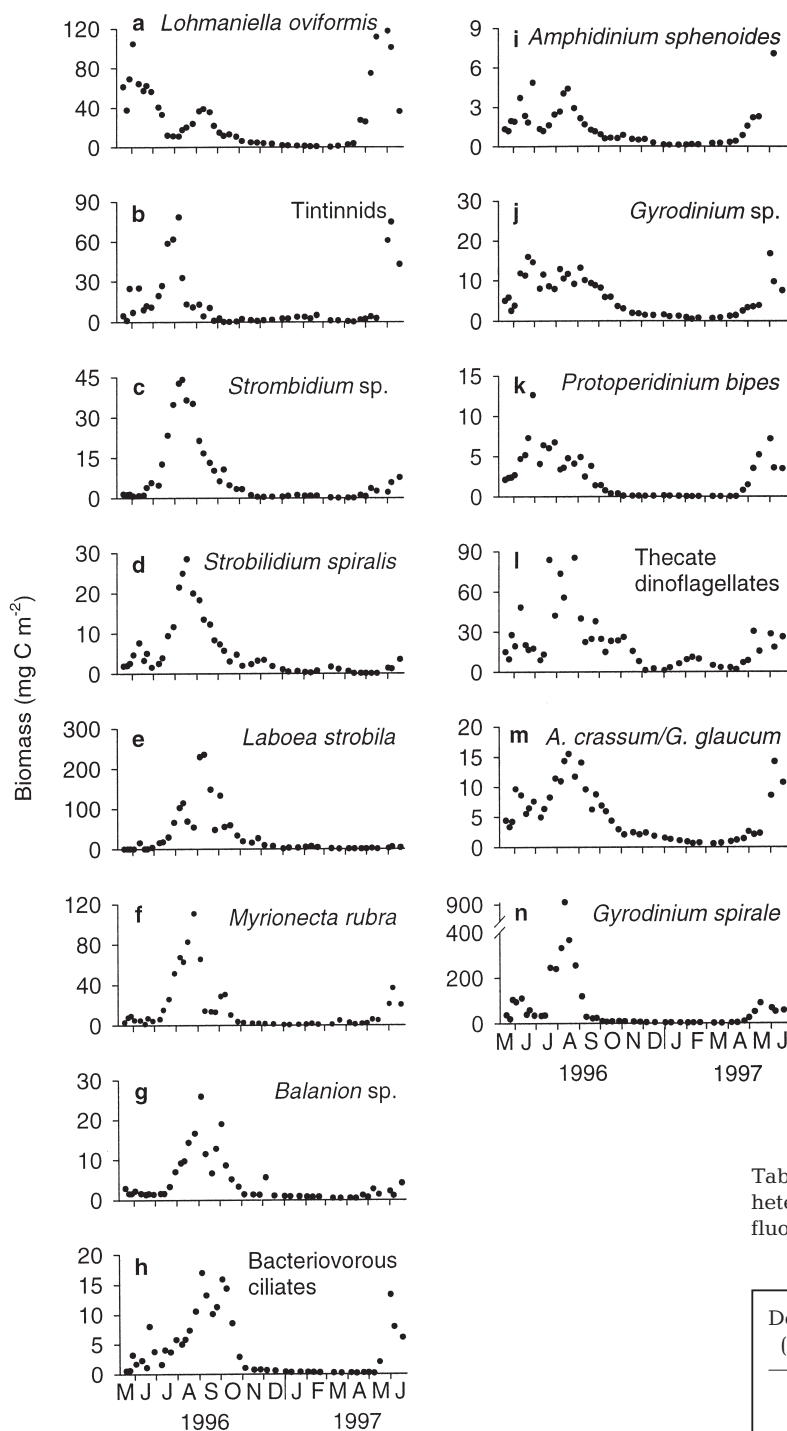 Biomass (mg C m-2)
a Lohmaniella oviformis
120
80
40
0
b Tintinnids
90
60
30
0
c Strombidium sp.
45
30
15
0
d Strobilidium spiralis
30
20
10
0
e Laboea strobila
300
200
100
0
f Myrionecta rubra
120
80
40
0
g Balanion sp.
30
20
10
0
h Bacteriovorous
ciliates
20
15
10
5
0
M J J A S O N D J F M A M J
1996 1997
i Amphidinium sphenoides
9
6
3
0
j Gyrodinium sp.
30
20
10
0
k Protoperidinium bipes
15
10
5
0
l Thecate
dinoflagellates
90
60
30
0
m A. crassum/G. glaucum
20
15
10
5
0
n Gyrodinium spirale
900
400
200
0
M J J A S O N D J F M A M J
1996 1997
Tab
hete
fluo
De
(